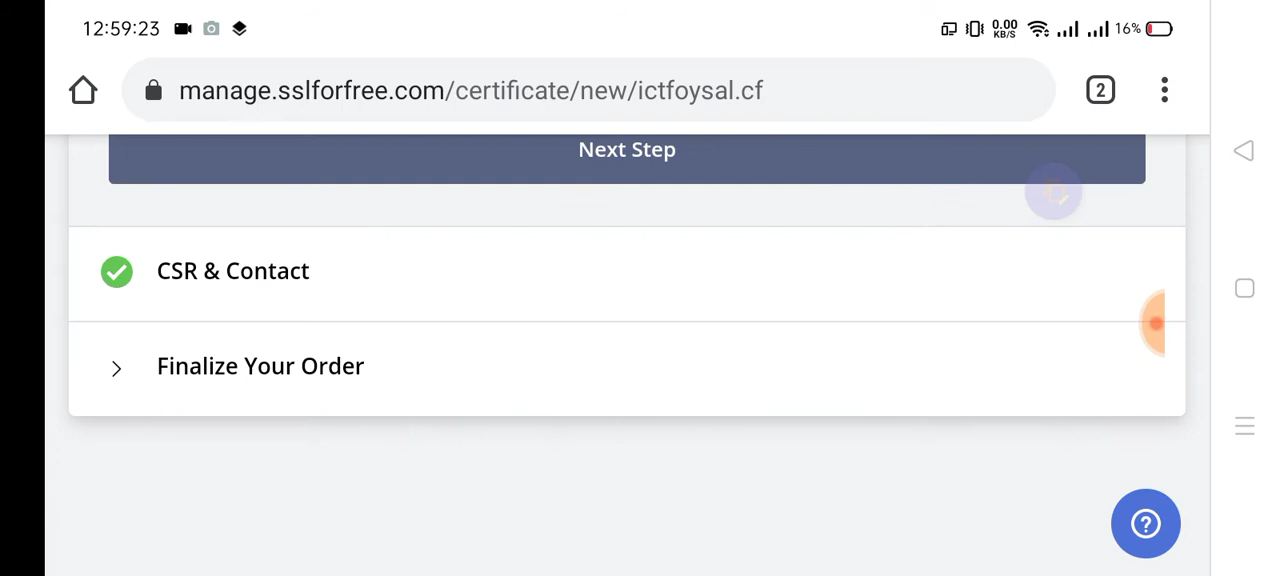 12:59:23 0.00 KB/S 16%
manage.sslforfree.com/certificate/new/ictfoysal.cf 2
Next Step
CSR & Contact
Finalize Your Order
?